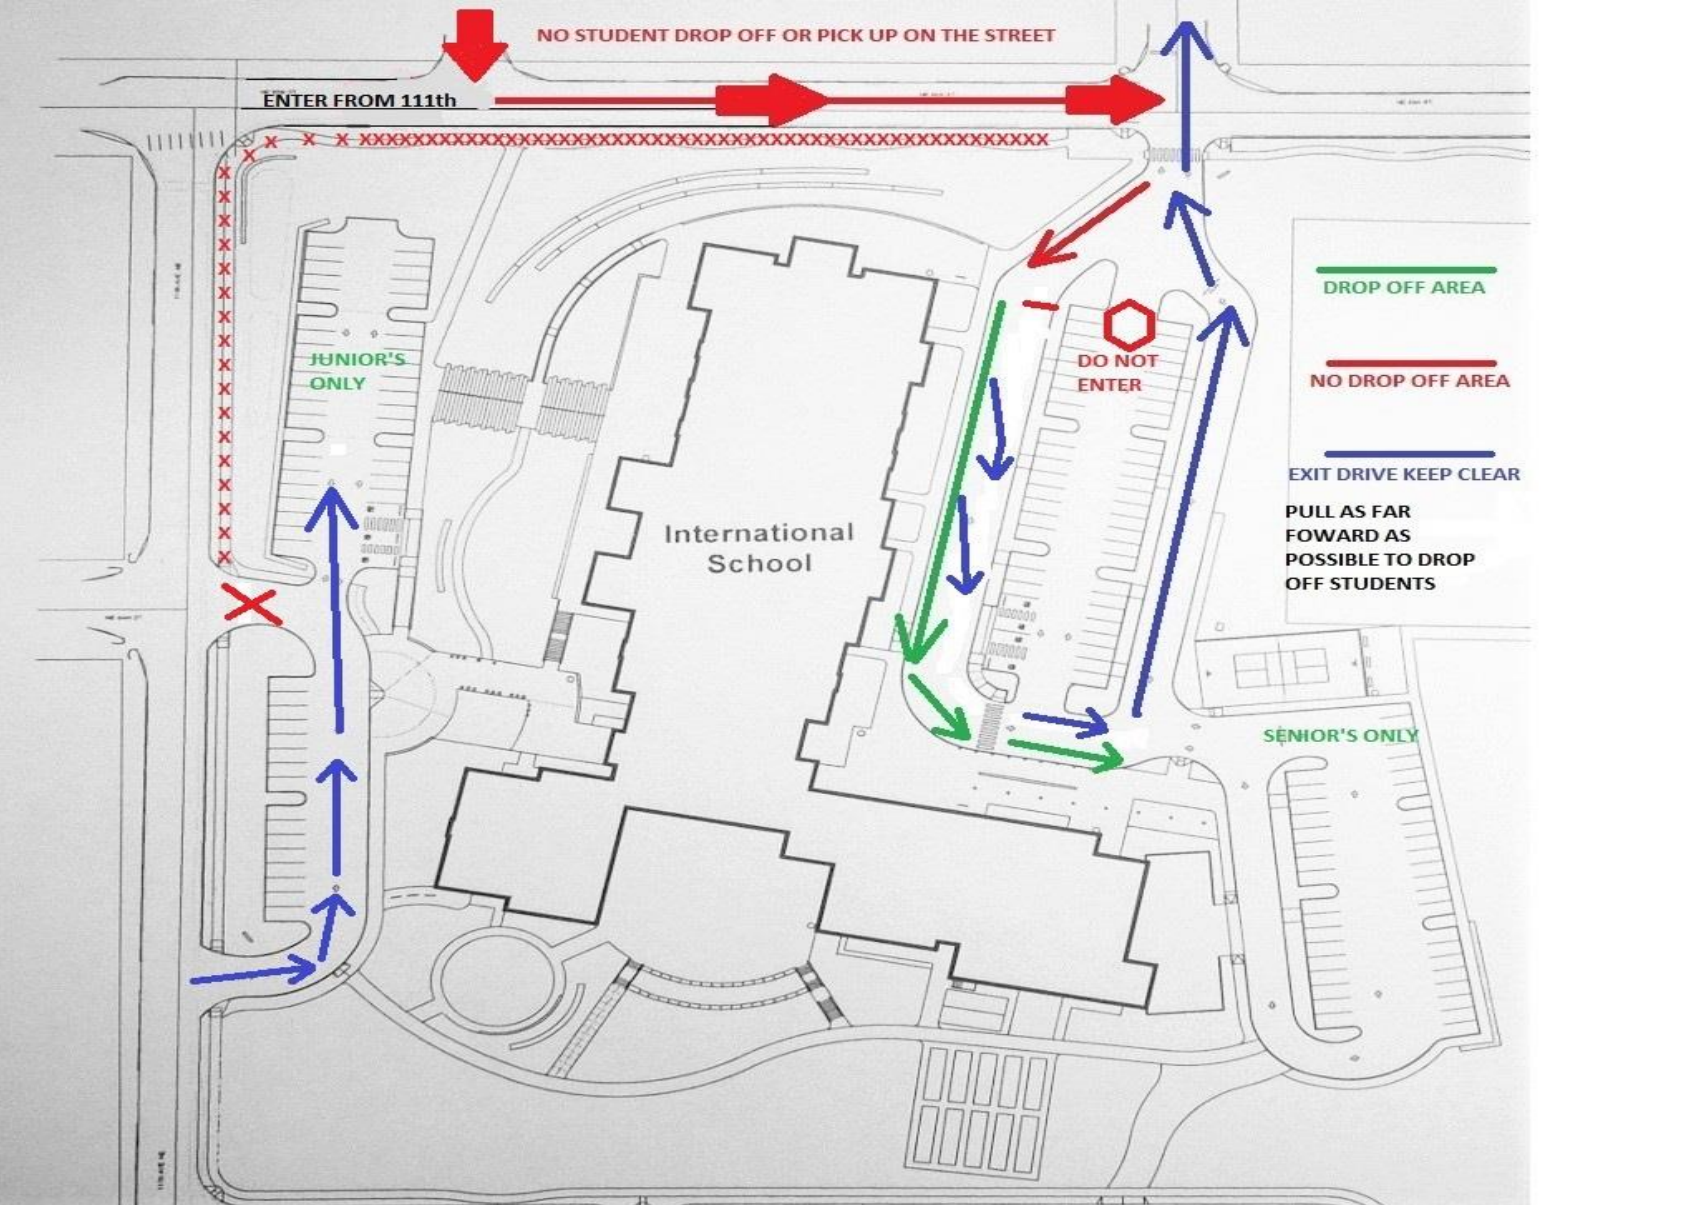 NO STUDENT DROP OFF OR PICK UP ON THE STREET
ENTER FROM 111th
X X X X XXXXXXXXXXXXXXXXXXXXXXXXXXXXXXXXXXXXXXXXXXXXXXXXXXXX
DROP OFF AREA
JUNIOR'S
ONLY
DO NOT
ENTER
NO DROP OFF AREA
EXIT DRIVE KEEP CLEAR
PULL AS FAR
FOWARD AS
POSSIBLE TO DROP
OFF STUDENTS
International
School
SENIOR'S ONLY